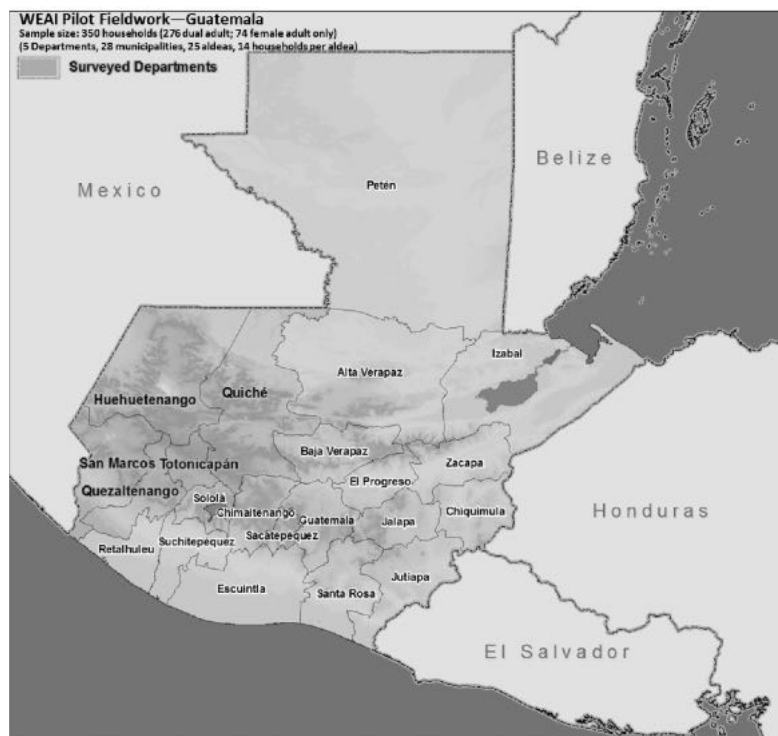 WEAI Pilot Fieldwork—Guatemala
Sample size: 350 households (276 dual adult; 74 female adult only)
(5 Departments, 28 municipalities, 25 aldeas, 14 households per aldea)
Surveyed Departments
Belize
Mexico
Petén
Izabal
Alta Verapaz
Quiché
Huehuetenango
Baja Verapaz
Zacapa
San Marcos
Totonicapán
El Progreso
Quezaltenango
Sololá
Chimaltenango
Guatemala
Jalapa
Chiquimula
Honduras
Sacatepéquez
Suchitepéquez
Retalhuleu
Jutiapa
Escuintla
Santa Rosa
El Salvador